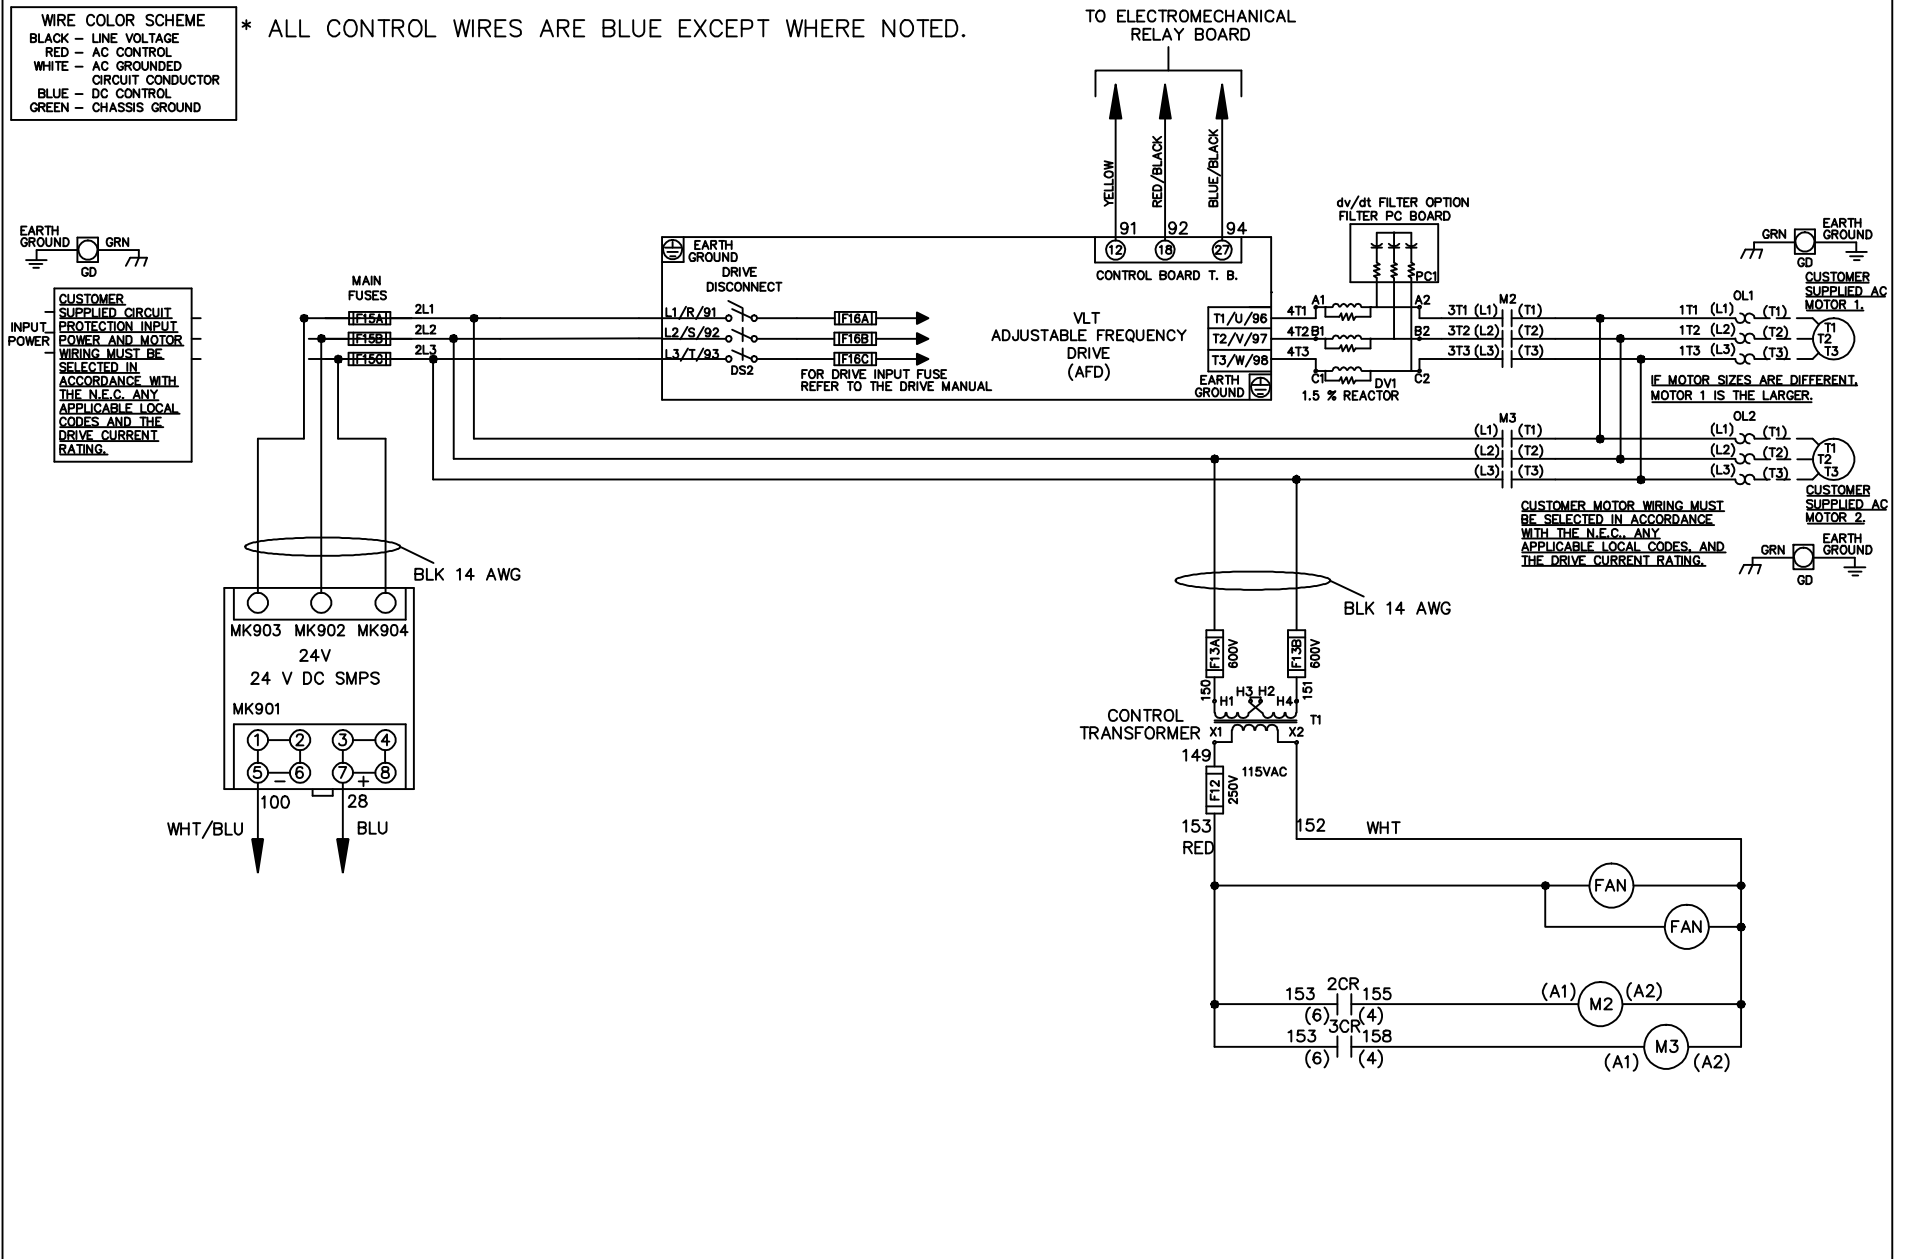 WIRE COLOR SCHEME
BLACK – LINE VOLTAGE
RED – AC CONTROL
WHITE – AC GROUNDED
CIRCUIT CONDUCTOR
BLUE – DC CONTROL
GREEN – CHASSIS GROUND
* ALL CONTROL WIRES ARE BLUE EXCEPT WHERE NOTED.
TO ELECTROMECHANICAL
RELAY BOARD
YELLOW
RED/BLACK
BLUE/BLACK
91 92 94
12 18 27
CONTROL BOARD T. B.
EARTH
GROUND
GRN
GD
INPUT
POWER
CUSTOMER
SUPPLIED CIRCUIT
PROTECTION INPUT
POWER AND MOTOR
WIRING MUST BE
SELECTED IN
ACCORDANCE WITH
THE N.E.C. ANY
APPLICABLE LOCAL
CODES AND THE
DRIVE CURRENT
RATING.
MAIN
FUSES
F15A 2L1
F15B 2L2
F15C 2L3
EARTH
GROUND
DRIVE
DISCONNECT
L1/R/91
L2/S/92
L3/T/93
DS2
F16A
F16B
F16C
FOR DRIVE INPUT FUSE
REFER TO THE DRIVE MANUAL
VLT
ADJUSTABLE FREQUENCY
DRIVE
(AFD)
T1/U/96
T2/V/97
T3/W/98
EARTH
GROUND
dv/dt FILTER OPTION
FILTER PC BOARD
PC1
4T1 A1 A2
4T2 B1 B2
4T3 C1 C2
DV1
1.5 % REACTOR
M2
3T1 (L1) (T1)
3T2 (L2) (T2)
3T3 (L3) (T3)
OL1
1T1 (L1) (T1)
1T2 (L2) (T2)
1T3 (L3) (T3)
GRN
EARTH
GROUND
GD
CUSTOMER
SUPPLIED AC
MOTOR 1.
T1
T2
T3
IF MOTOR SIZES ARE DIFFERENT,
MOTOR 1 IS THE LARGER.
M3
(L1) (T1)
(L2) (T2)
(L3) (T3)
OL2
(L1) (T1)
(L2) (T2)
(L3) (T3)
T1
T2
T3
CUSTOMER
SUPPLIED AC
MOTOR 2.
CUSTOMER MOTOR WIRING MUST
BE SELECTED IN ACCORDANCE
WITH THE N.E.C., ANY
APPLICABLE LOCAL CODES, AND
THE DRIVE CURRENT RATING.
GRN
EARTH
GROUND
GD
BLK 14 AWG
MK903 MK902 MK904
24V
24 V DC SMPS
MK901
1 2 3 4
5 – 6 7 + 8
100 28
WHT/BLU BLU
BLK 14 AWG
F13A 600V
F13B 600V
150 151
H1 H3 H2 H4
T1
CONTROL
TRANSFORMER
X1 X2
149
115VAC
F12 250V
153
RED
152 WHT
FAN
FAN
2CR
153 155
(6) (4)
(A1) M2 (A2)
3CR
153 158
(6) (4)
(A1) M3 (A2)